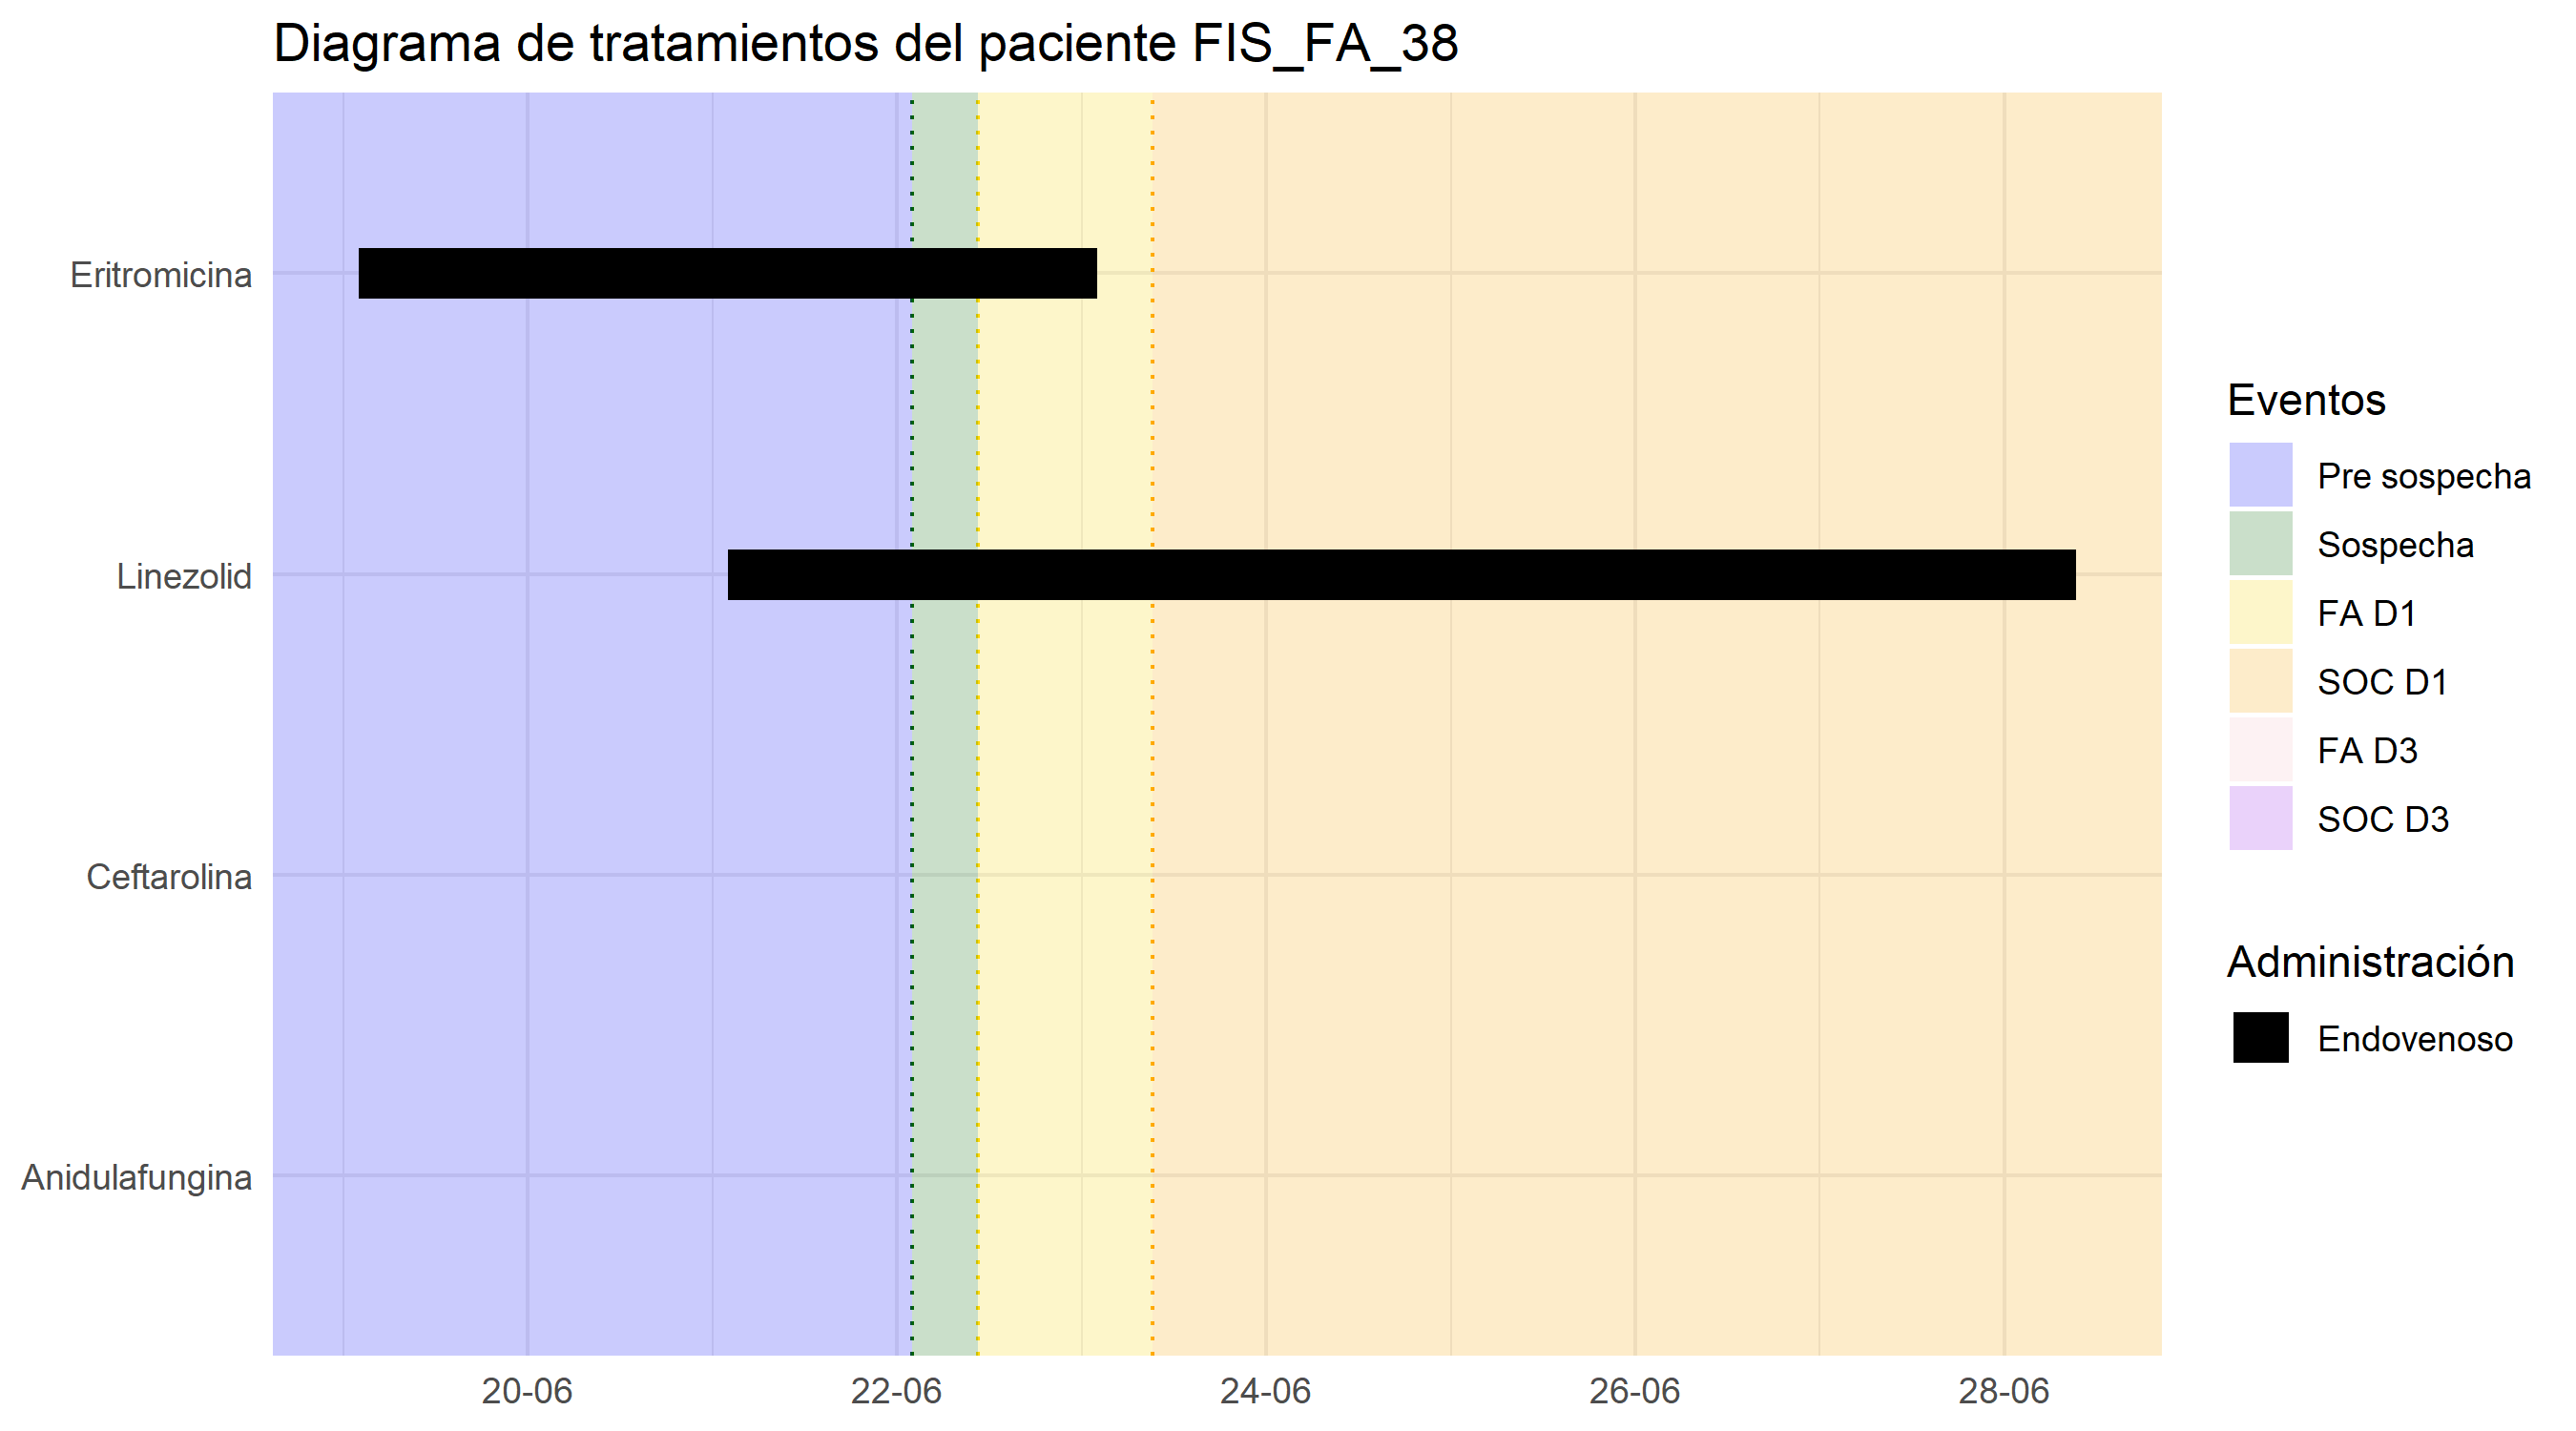 Diagrama de tratamientos del paciente FIS_FA_38
Eritromicina
Linezolid
Ceftarolina
Anidulafungina
20-06
22-06
24-06
26-06
28-06
Eventos
Pre sospecha
Sospecha
FA D1
SOC D1
FA D3
SOC D3
Administración
Endovenoso